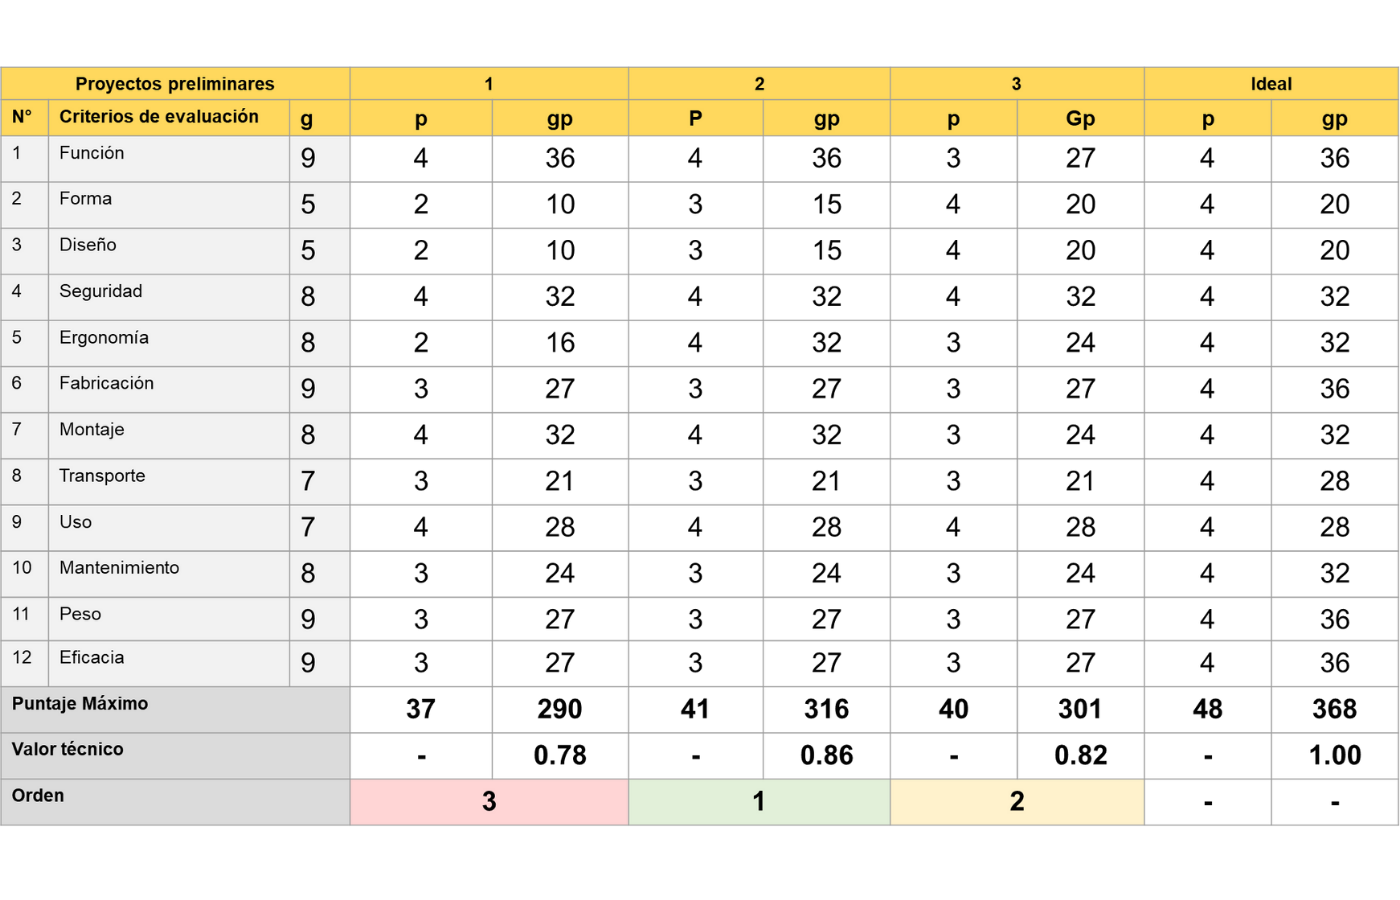 Proyectos preliminares 1 2 3 Ideal
N° Criterios de evaluación g p gp P gp p Gp p gp
1 Función 9 4 36 4 36 3 27 4 36
2 Forma 5 2 10 3 15 4 20 4 20
3 Diseño 5 2 10 3 15 4 20 4 20
4 Seguridad 8 4 32 4 32 4 32 4 32
5 Ergonomía 8 2 16 4 32 3 24 4 32
6 Fabricación 9 3 27 3 27 3 27 4 36
7 Montaje 8 4 32 4 32 3 24 4 32
8 Transporte 7 3 21 3 21 3 21 4 28
9 Uso 7 4 28 4 28 4 28 4 28
10 Mantenimiento 8 3 24 3 24 3 24 4 32
11 Peso 9 3 27 3 27 3 27 4 36
12 Eficacia 9 3 27 3 27 3 27 4 36
Puntaje Máximo 37 290 41 316 40 301 48 368
Valor técnico - 0.78 - 0.86 - 0.82 - 1.00
Orden 3 1 2 - -